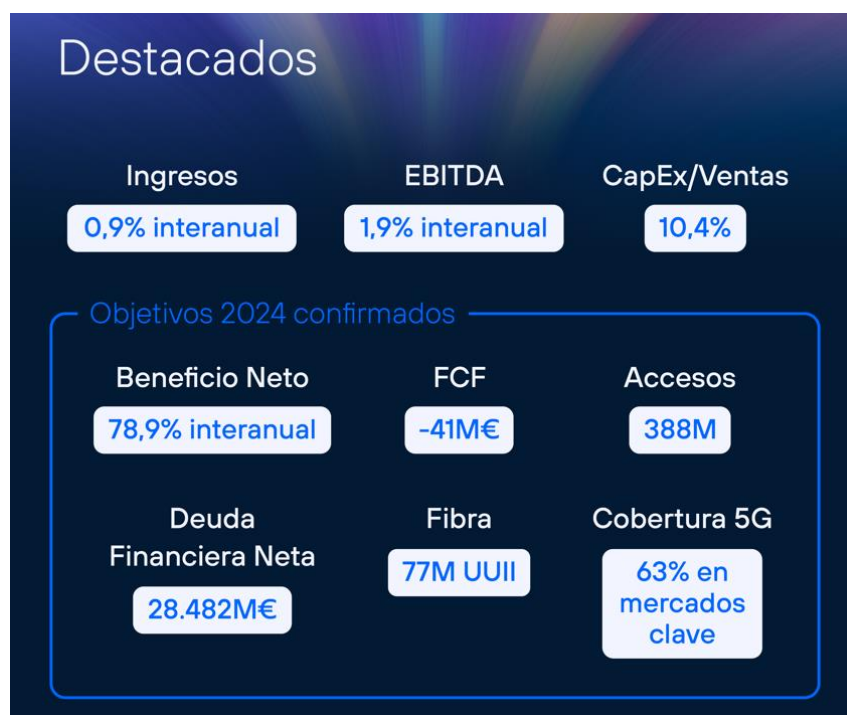 Destacados
Ingresos
EBITDA
CapEx/Ventas
0,9% interanual
1,9% interanual
10,4%
Objetivos 2024 confirmados
Beneficio Neto
FCF
Accesos
78,9% interanual
-41M€
388M
Deuda
Financiera Neta
28.482M€
Fibra
77M UUII
Cobertura 5G
63% en
mercados
clave